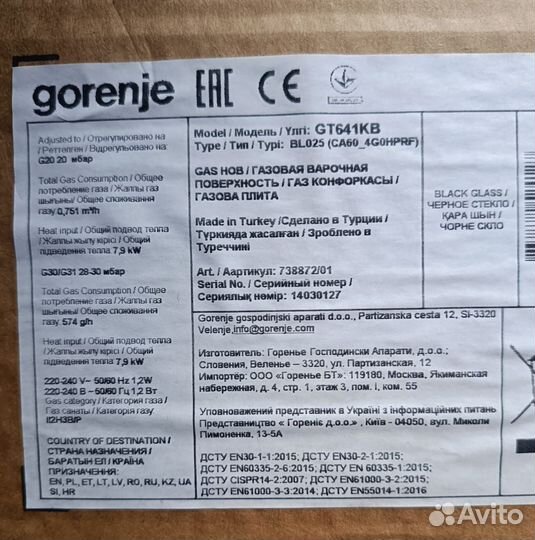 gorenje EAC CE
Adjusted to / Отрегулировано на
/ Реттелген / Відрегульовано на:
G20 20 мбар
Total Gas Consumption / Общее
потребление газа / Жалпы газ
шығыны / Общее споживання
газу 0,751 m³/h
Heat input / Общий подвод тепла
/ Жалпы жылу кірісі / Общий
підведення тепла 7,9 kW
G30/G31 28-30 мбар
Total Gas Consumption / Общее
потребление газа / Жалпы газ
шығыны / Общее споживання
газу 574 g/h
Heat input / Общий подвод тепла
/ Жалпы жылу кірісі / Общий
підведення тепла 7,9 kW
220-240 V~ 50/60 Hz 1,2W
220-240 В~ 50/60 Гц 1,2 Вт
Gas category / Категория газа /
Газ санаты / Категорія газу
II2H3B/P
COUNTRY OF DESTINATION /
СТРАНА НАЗНАЧЕНИЯ /
БАРАТЫН ЕЛ / КРАЇНА
ПРИЗНАЧЕННЯ:
EN, PL, ET, LT, LV, RO, RU, KZ, UA
SI, HR
Model / Модель / Үлгі: GT641KB
Type / Тип / Түрі: BL025 (CA60_4G0HPRF)
GAS HOB / ГАЗОВАЯ ВАРОЧНАЯ
ПОВЕРХНОСТЬ / ГАЗ КОНФОРКАСЫ /
ГАЗОВА ПЛИТА
Made in Turkey /Сделано в Турции /
Түркияда жасалған / Зроблено в
Туреччині
Art. / Аартикул: 738872/01
Serial No. / Серийный номер /
Сериялық нөмір: 14030127
BLACK GLASS /
ЧЕРНОЕ СТЕКЛО /
ҚАРА ШЫН /
ЧОРНЕ СКЛО
Gorenje gospodinjski aparati d.o.o., Partizanska cesta 12, SI-3320
Velenje,info@gorenje.com
Изготовитель: Горенье Господински Апарати, д.о.о.;
Словения, Веленье – 3320, ул. Партизанская, 12
Импортер: ООО «Горенье БТ»: 119180, Москва, Якиманская
набережная, д. 4, стр. 1, этаж 3, пом. I, ком. 55
Уповноважений представник в Україні з інформаційних питань
Програми: « Гореніє д.о.о.» , Київ - 04050, вул. Миколи
Пимоненка, 13-5А
ДСТУ EN30-1-1:2015; ДСТУ EN30-2-1:2015;
ДСТУ EN60335-2-6:2015; ДСТУ EN 60335-1:2015;
ДСТУ CISPR14-2:2007; ДСТУ EN61000-3-2:2015;
ДСТУ EN61000-3-3:2014; ДСТУ EN55014-1:2016
Avito